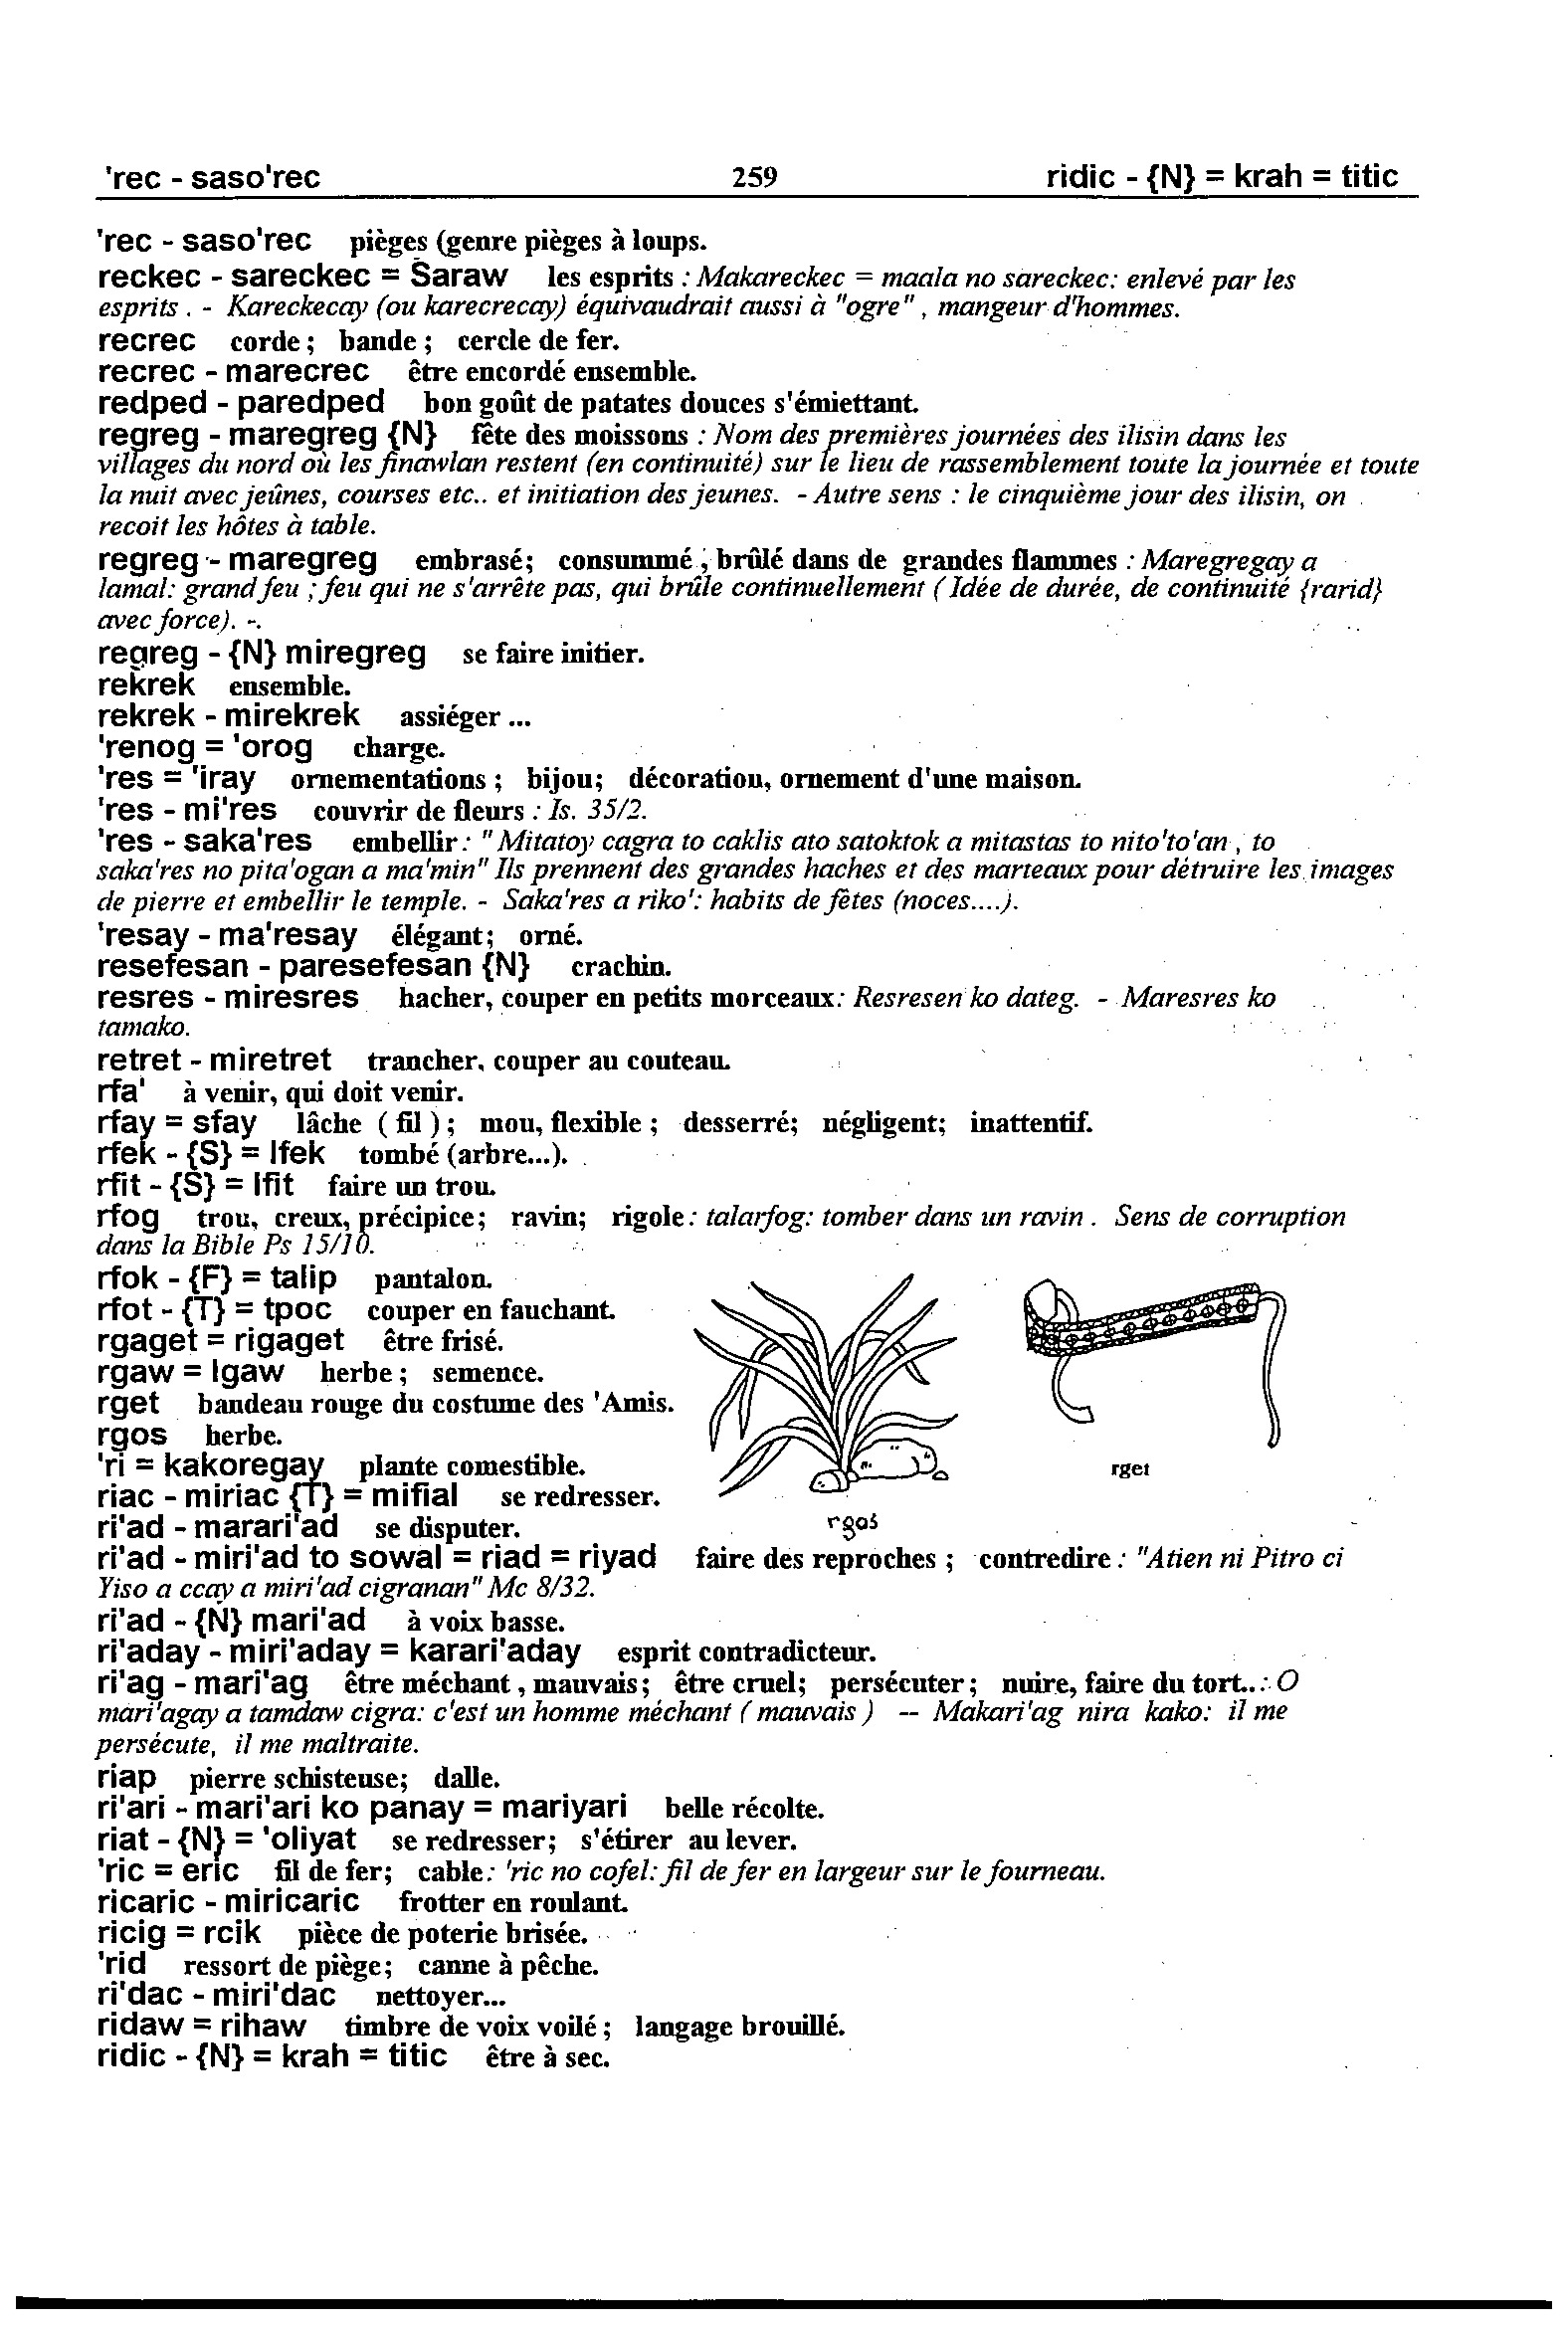 'rec - saso'rec 259 ridic - {N} = krah = titic
'rec - saso'rec pièges (genre pièges à loups.
reckec - sareckec = Saraw les esprits : Makareckec = maala no sareckec: enlevé par les
esprits . - Kareckecay (ou karecrecay) équivaudrait aussi à "ogre" , mangeur d'hommes.
recrec corde ; bande ; cercle de fer.
recrec - marecrec être encordé ensemble.
redped - paredped bon goût de patates douces s'émiettant.
regreg - maregreg {N} fête des moissons : Nom des premières journées des ilisin dans les
villages du nord où les finawlan restent (en continuité) sur le lieu de rassemblement toute la journée et toute
la nuit avec jeûnes, courses etc.. et initiation des jeunes. - Autre sens : le cinquième jour des ilisin, on
recoit les hôtes à table.
regreg - maregreg embrasé; consummé ; brûlé dans de grandes flammes : Maregregay a
lamal: grand feu ; feu qui ne s'arrête pas, qui brûle continuellement ( Idée de durée, de continuité {rarid}
avec force). -.
regreg - {N} miregreg se faire initier.
rekrek ensemble.
rekrek - mirekrek assiéger ...
'renog = 'orog charge.
'res = 'iray ornementations ; bijou; décoration, ornement d'une maison.
'res - mi'res couvrir de fleurs : Is. 35/2.
'res - saka'res embellir : "Mitatoy cagra to caklis ato satoktok a mitastas to nito'to'an , to
saka'res no pita'ogan a ma'min" Ils prennent des grandes haches et des marteaux pour détruire les images
de pierre et embellir le temple. - Saka'res a riko': habits de fêtes (noces....).
'resay - ma'resay élégant; orné.
resefesan - paresefesan {N} crachin.
resres - miresres hacher, couper en petits morceaux: Resresen ko dateg. - Maresres ko
tamako.
retret - miretret trancher, couper au couteau.
rfa' à venir, qui doit venir.
rfay = sfay lâche ( fil ) ; mou, flexible ; desserré; négligent; inattentif.
rfek - {S} = lfek tombé (arbre...).
rfit - {S} = lfit faire un trou.
rfog trou, creux, précipice; ravin; rigole : talarfog: tomber dans un ravin . Sens de corruption
dans la Bible Ps 15/10.
rfok - {F} = talip pantalon.
rfot - {T} = tpoc couper en fauchant.
rgaget = rigaget être frisé.
rgaw = lgaw herbe ; semence.
rget bandeau rouge du costume des 'Amis.
rgos herbe.
'ri = kakoregay plante comestible.
rget
riac - miriac {T} = mifial se redresser.
ri'ad - marari'ad se disputer.
rgos
ri'ad - miri'ad to sowal = riad = riyad faire des reproches ; contredire : "Atien ni Pitro ci
Yiso a ccay a miri'ad cigranan" Mc 8/32.
ri'ad - {N} mari'ad à voix basse.
ri'aday - miri'aday = karari'aday esprit contradicteur.
ri'ag - mari'ag être méchant , mauvais ; être cruel; persécuter ; nuire, faire du tort.. : O
mari'agay a tamdaw cigra: c'est un homme méchant ( mauvais ) -- Makari'ag nira kako: il me
persécute, il me maltraite.
riap pierre schisteuse; dalle.
ri'ari - mari'ari ko panay = mariyari belle récolte.
riat - {N} = 'oliyat se redresser; s'étirer au lever.
'ric = eric fil de fer; cable : 'ric no cofel: fil de fer en largeur sur le fourneau.
ricaric - miricaric frotter en roulant.
ricig = rcik pièce de poterie brisée.
'rid ressort de piège; canne à pêche.
ri'dac - miri'dac nettoyer...
ridaw = rihaw timbre de voix voilé ; langage brouillé.
ridic - {N} = krah = titic être à sec.